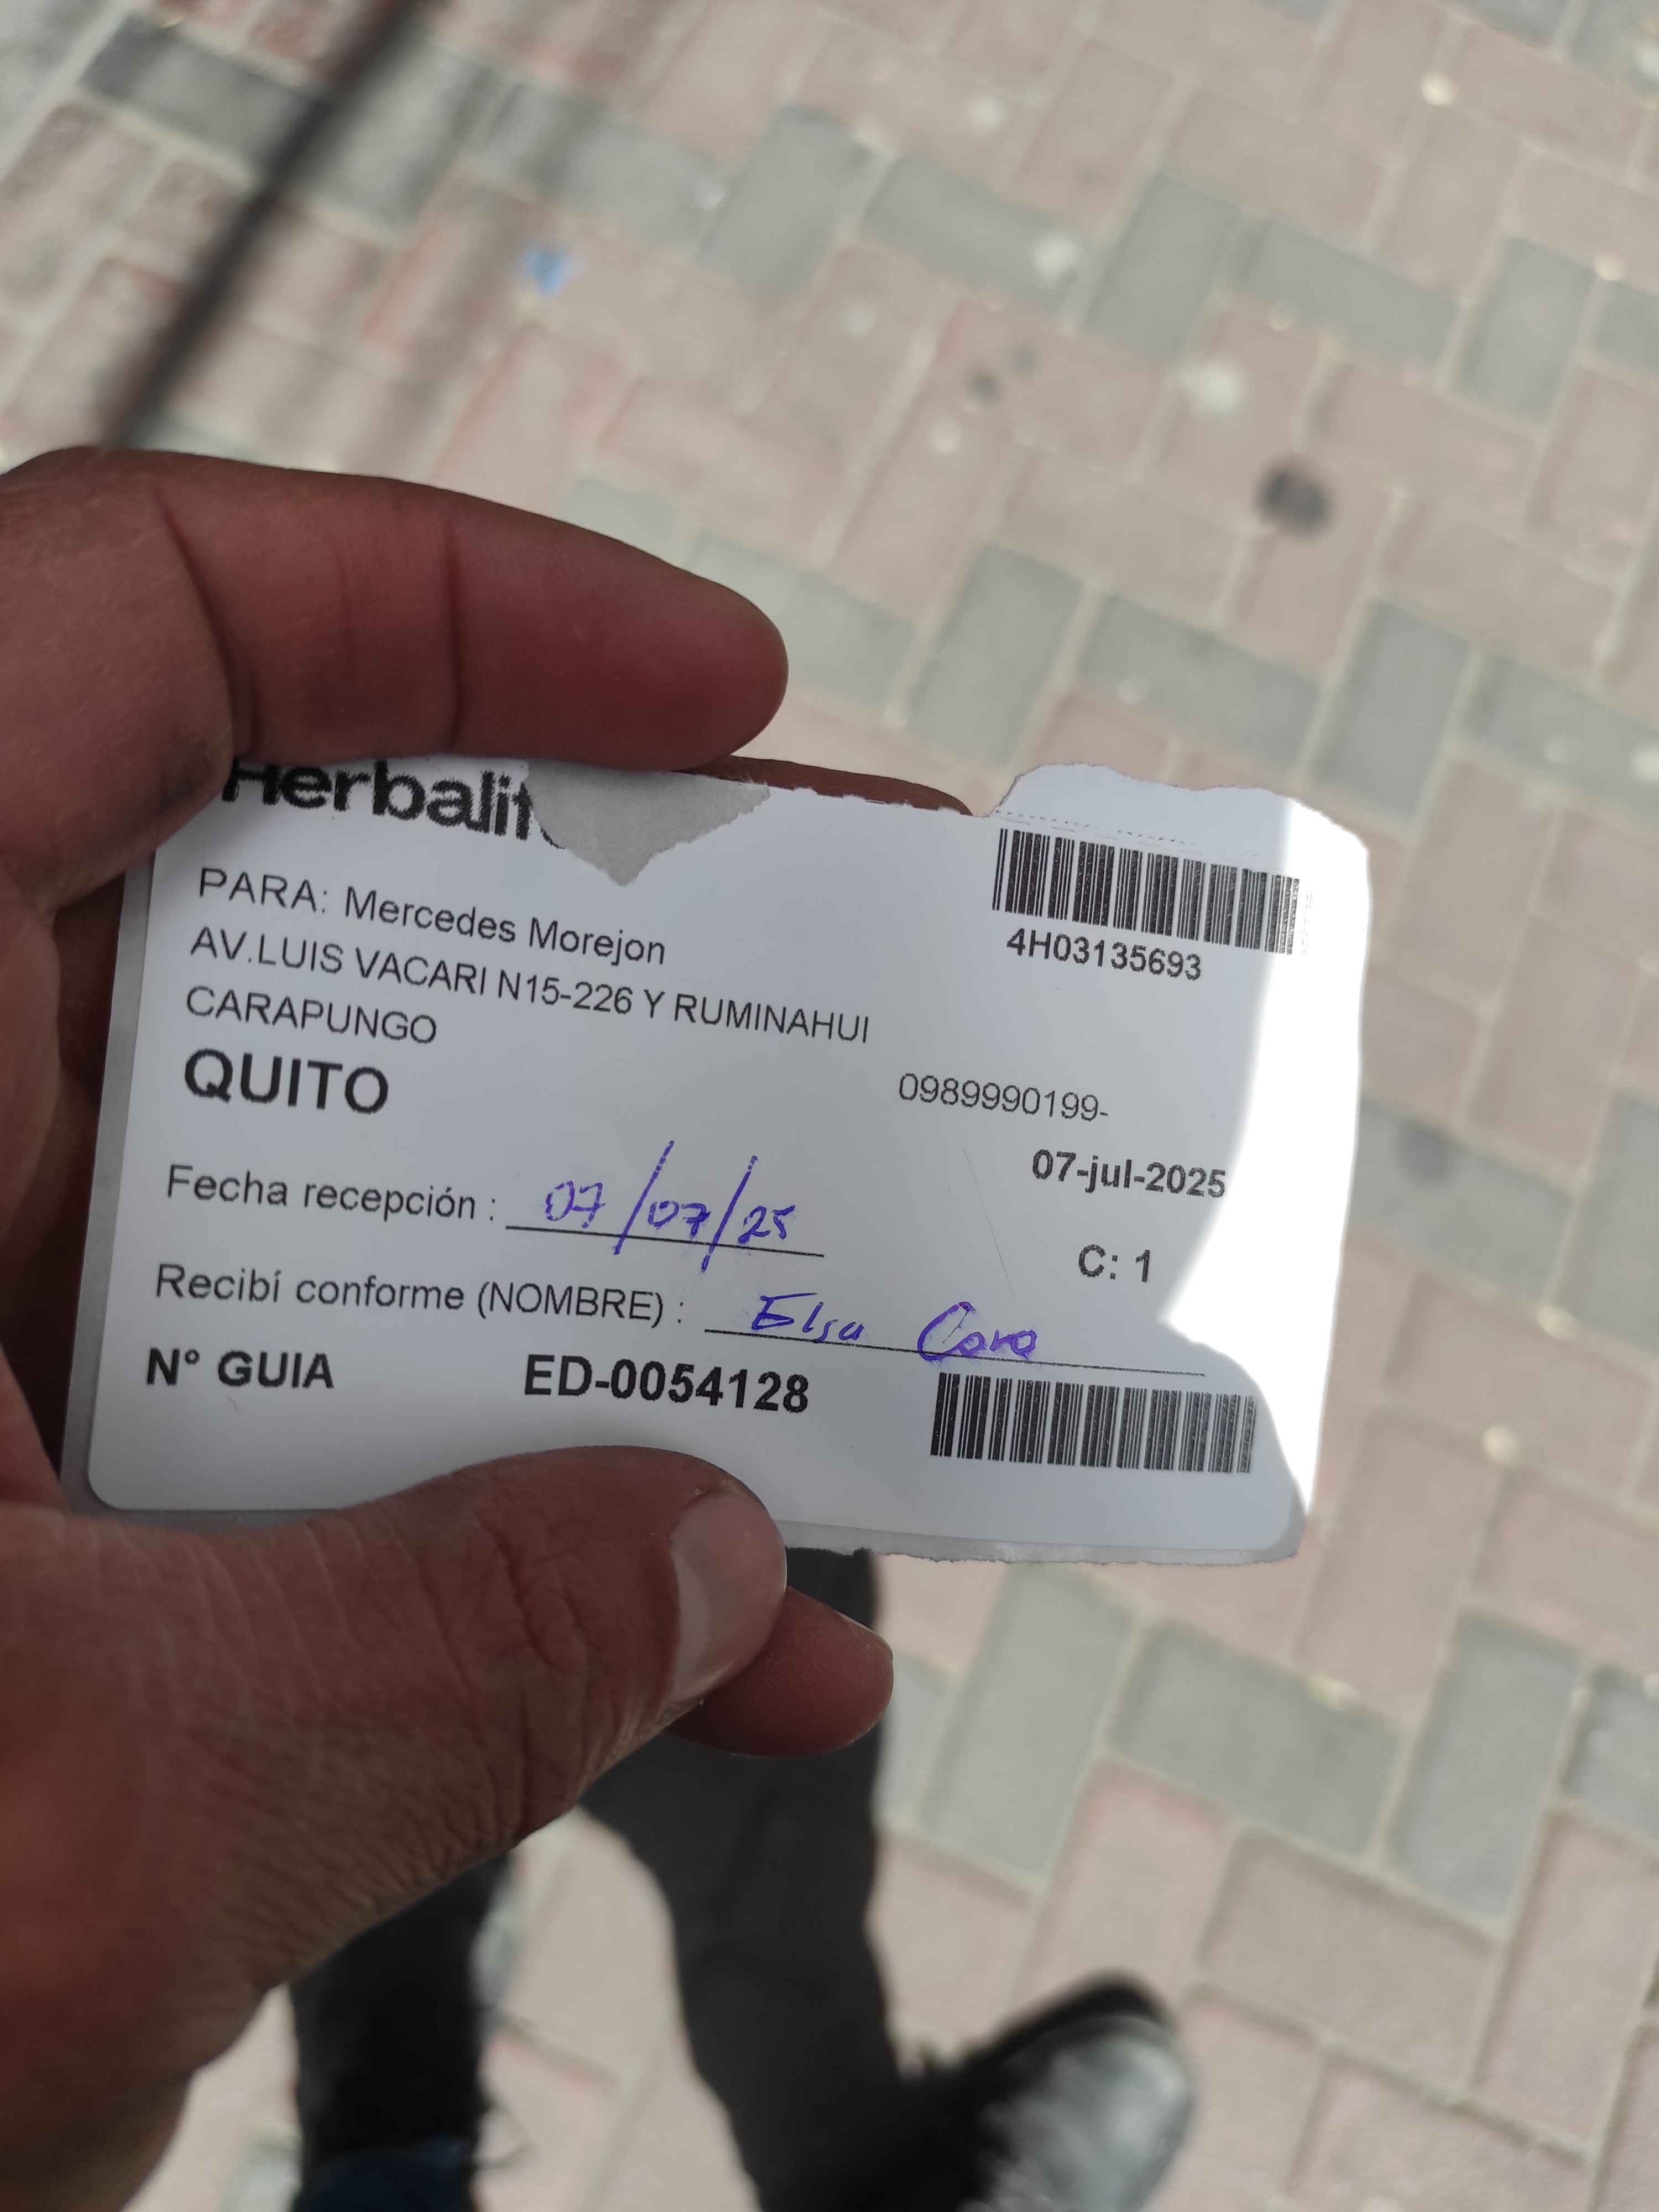 Herbalif
4H03135693
PARA: Mercedes Morejon
AV.LUIS VACARI N15-226 Y RUMINAHUI
CARAPUNGO
QUITO
0989990199-
07-jul-2025
Fecha recepción : 07/07/25
C: 1
Recibí conforme (NOMBRE) : Elsa
N° GUIA ED-0054128